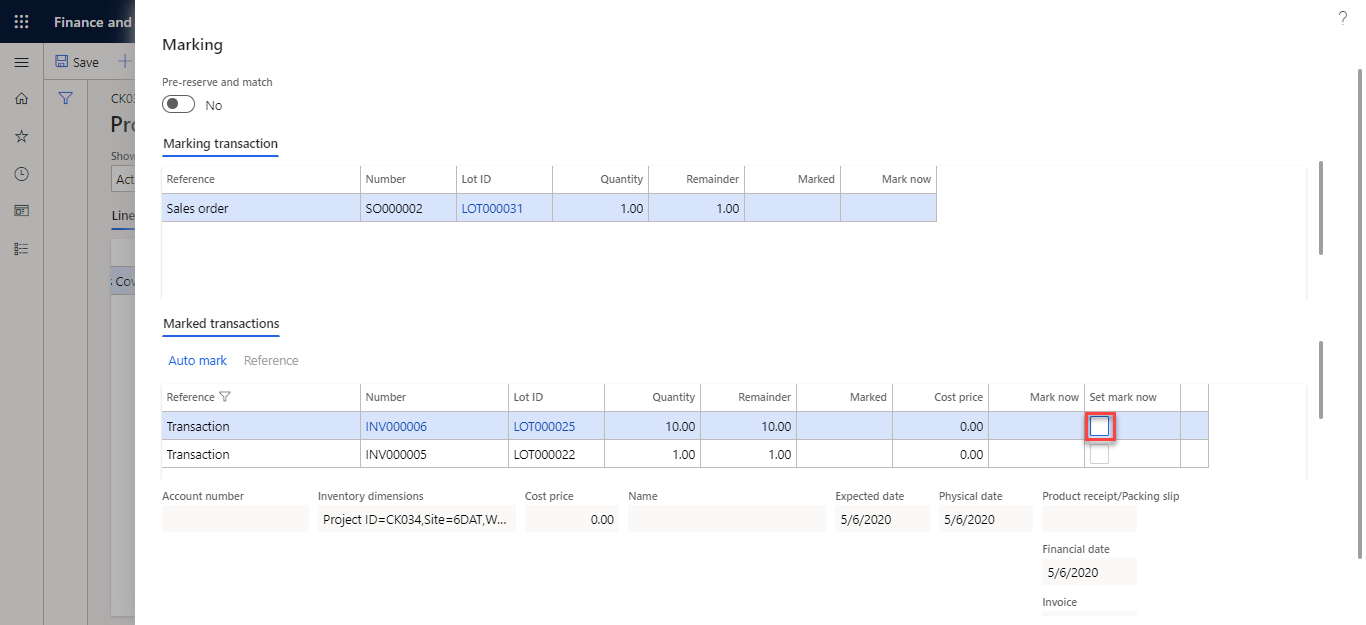 Finance and
?
Save
CK03
Pro
Show
Act
Line
Cov
Marking
Pre-reserve and match
No
Marking transaction
Reference Number Lot ID Quantity Remainder Marked Mark now
Sales order SO000002 LOT000031 1.00 1.00
Marked transactions
Auto mark Reference
Reference Number Lot ID Quantity Remainder Marked Cost price Mark now Set mark now
Transaction INV000006 LOT000025 10.00 10.00 0.00
Transaction INV000005 LOT000022 1.00 1.00 0.00
Account number Inventory dimensions Cost price Name Expected date Physical date Product receipt/Packing slip
Project ID=CK034,Site=6DAT,W... 0.00 5/6/2020 5/6/2020
Financial date
5/6/2020
Invoice